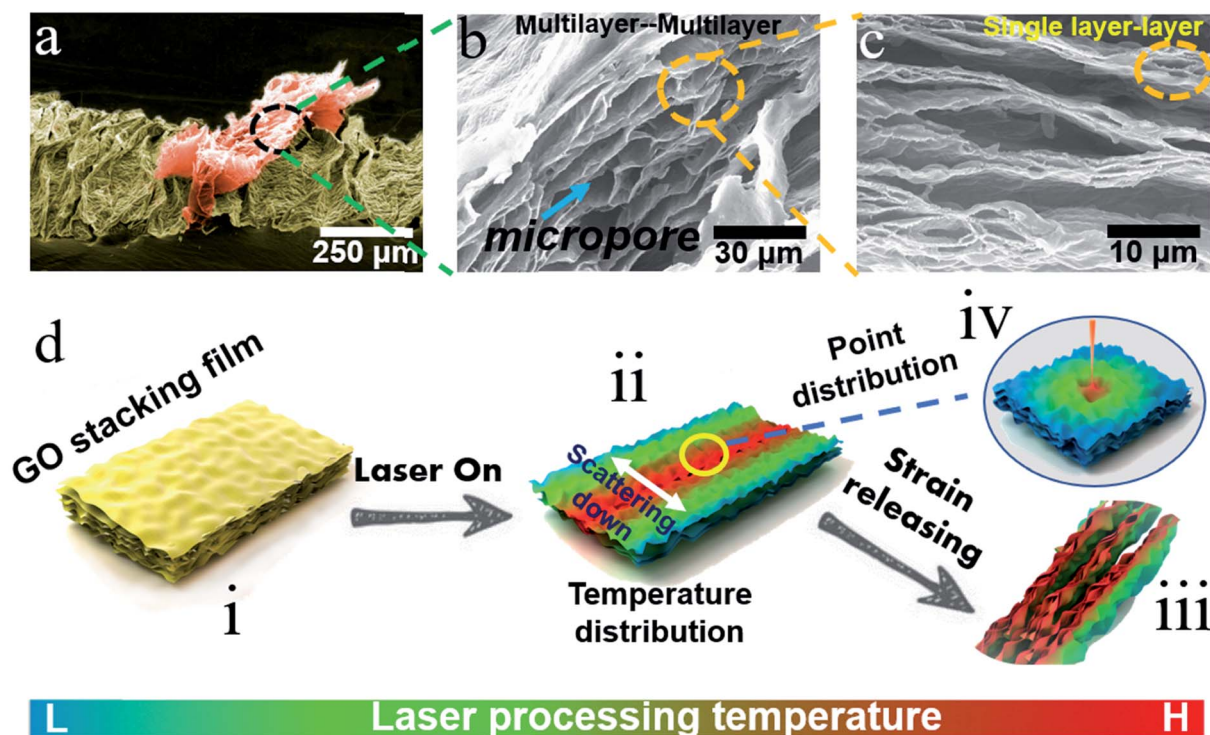 a
250 µm
b
Multilayer--Multilayer
micropore
30 µm
c
Single layer-layer
10 µm
d
GO stacking film
i
Laser On
ii
Scattering
down
Temperature
distribution
Point
distribution
iv
Strain
releasing
iii
L
Laser processing temperature
H